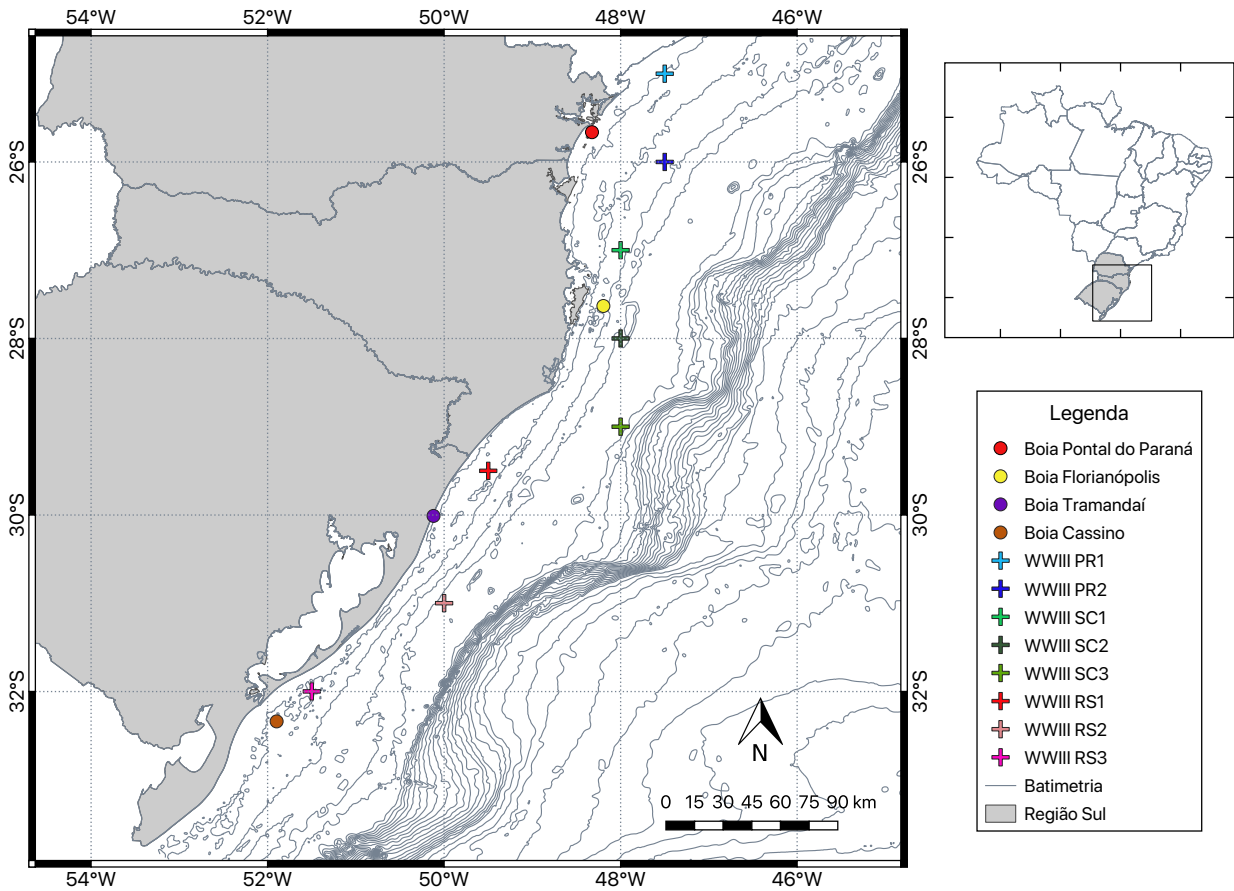 54°W 52°W 50°W 48°W 46°W
26°S 26°S
28°S 28°S
30°S 30°S
32°S 32°S
N
0 15 30 45 60 75 90 km
54°W 52°W 50°W 48°W 46°W
Legenda
Boia Pontal do Paraná
Boia Florianópolis
Boia Tramandaí
Boia Cassino
WWIII PR1
WWIII PR2
WWIII SC1
WWIII SC2
WWIII SC3
WWIII RS1
WWIII RS2
WWIII RS3
Batimetria
Região Sul